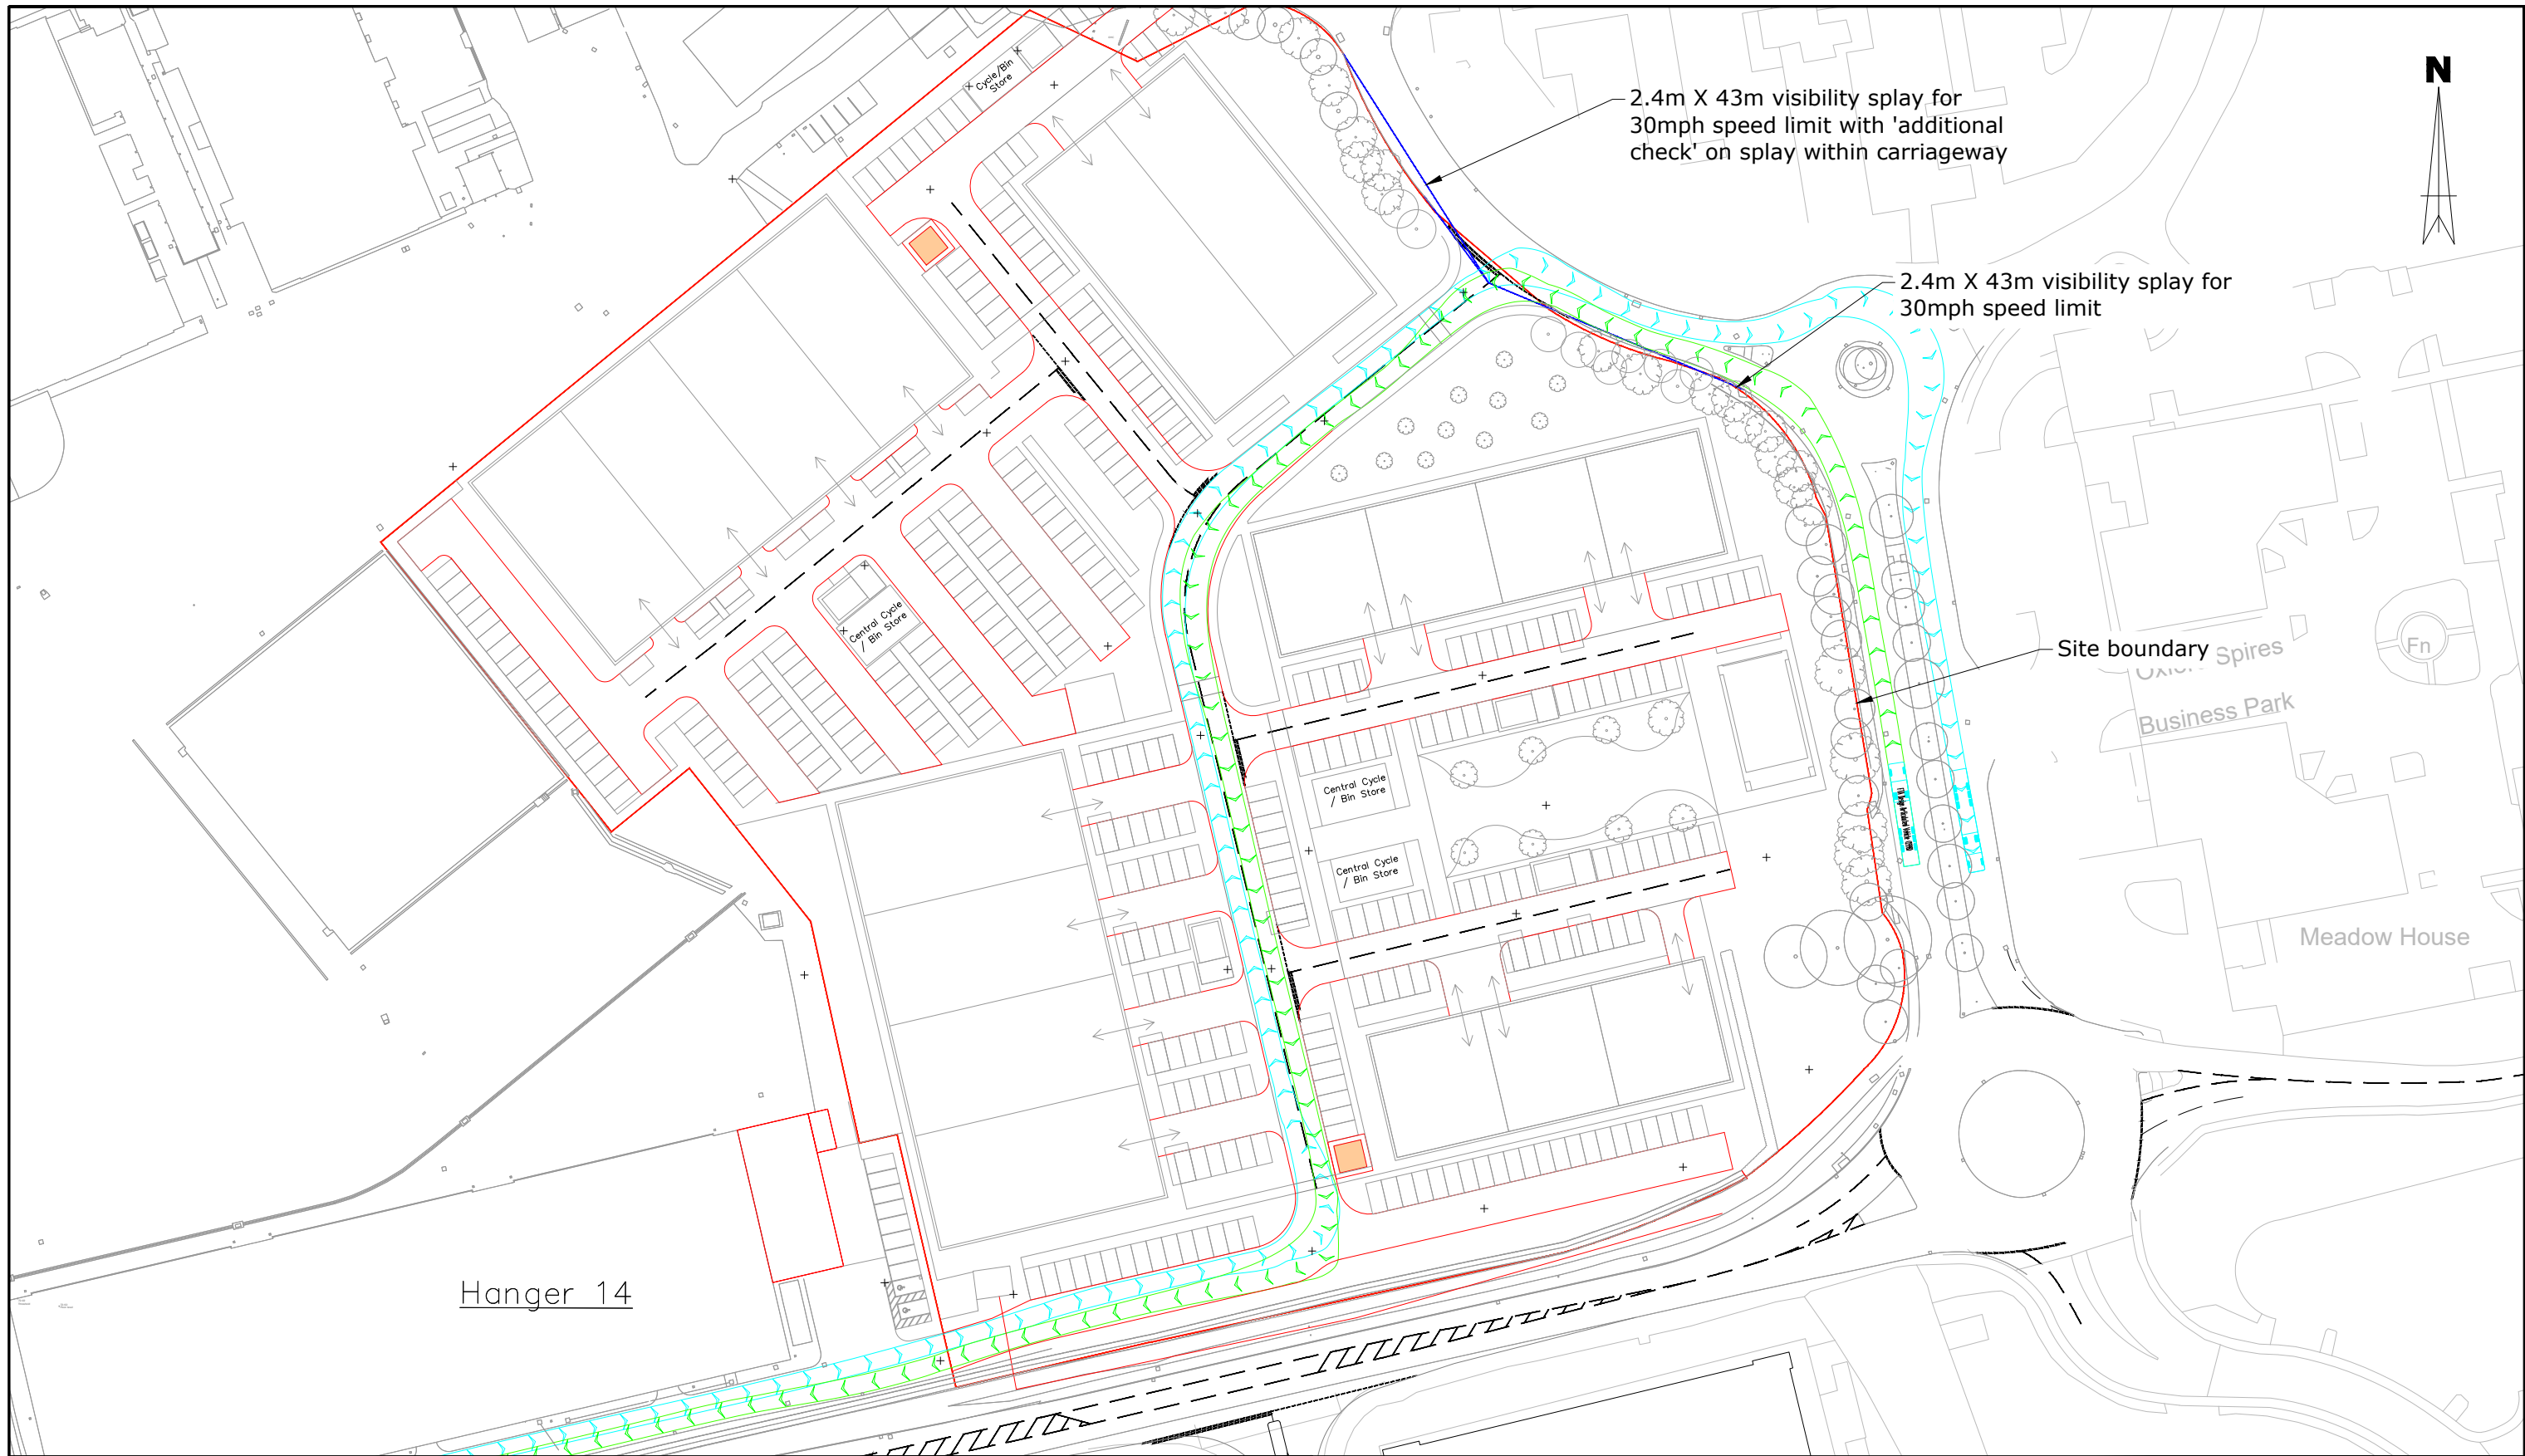 N
2.4m X 43m visibility splay for
30mph speed limit with 'additional
check' on splay within carriageway
Cycle/Bin
Store
2.4m X 43m visibility splay for
30mph speed limit
Central Cycle
/ Bin Store
Site boundary
Spires
Business Park
Fn
Central Cycle
/ Bin Store
Central Cycle
/ Bin Store
Meadow House
Hanger 14